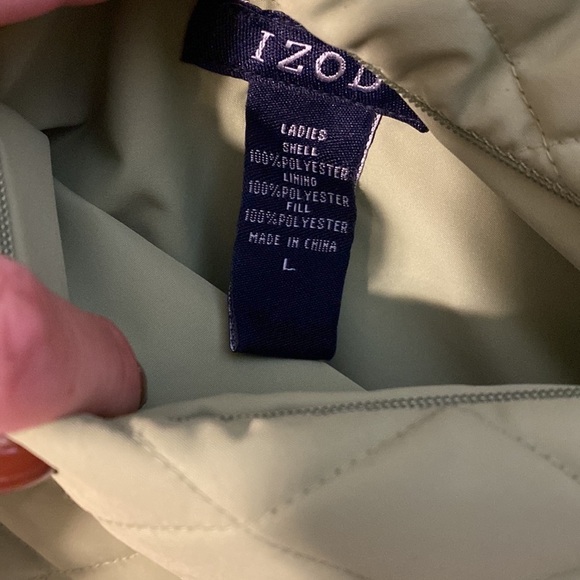 IZOD
LADIES
SHELL
100%POLYESTER
LINING
100%POLYESTER
FILL
100%POLYESTER
MADE IN CHINA
L